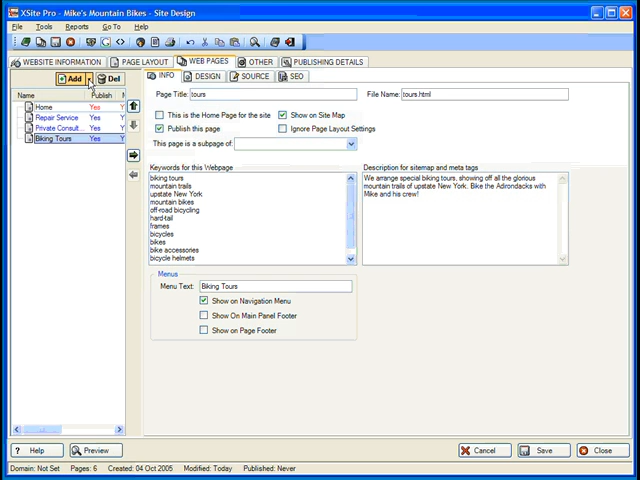 XSite Pro - Mike's Mountain Bikes - Site Design
File Tools Reports Go To Help
WEBSITE INFORMATION PAGE LAYOUT WEB PAGES OTHER PUBLISHING DETAILS
Add Del
Name Publish
Home Yes Y
Repair Service Yes Y
Private Consult... Yes Y
Biking Tours Yes Y
INFO DESIGN SOURCE SEO
Page Title: tours File Name: tours.html
This is the Home Page for the site Show on Site Map
Publish this page Ignore Page Layout Settings
This page is a subpage of:
Keywords for this Webpage
biking tours
mountain trails
upstate New York
mountain bikes
off-road bicycling
hard-tail
frames
bicycles
bikes
bike accessories
bicycle helmets
Description for sitemap and meta tags
We arrange special biking tours, showing off all the glorious
mountain trails of upstate New York. Bike the Adirondacks with
Mike and his crew!
Menus
Menu Text: Biking Tours
Show on Navigation Menu
Show On Main Panel Footer
Show on Page Footer
Help Preview Cancel Save Close
Domain: Not Set Pages: 6 Created: 04 Oct 2005 Modified: Today Published: Never